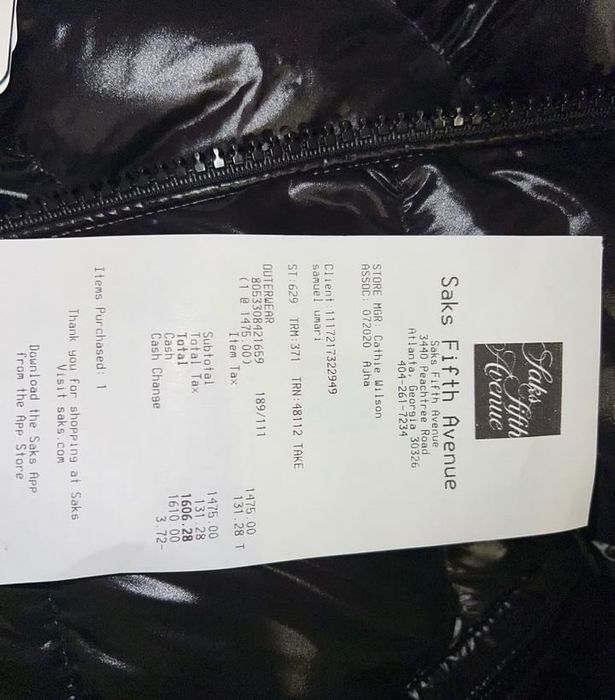 Saks Fifth Avenue
Saks Fifth Avenue
Saks Fifth Avenue
3440 Peachtree Road
Atlanta, Georgia 30326
404-261-7234
STORE MGR: Cathie Wilson
ASSOC: 072020 Ajha
Client:1117217322949
samuel umari
ST:629 TRM:371 TRN:48112 TAKE
OUTERWEAR
8053308421659 189/111
(1 @ 1475.00) 1475.00
Item Tax 131.28 T
Subtotal 1475.00
Total Tax 131.28
Total 1606.28
Cash 1610.00
Cash Change 3.72-
Items Purchased: 1
Thank you for shopping at Saks
Visit saks.com
Download the Saks App
from the App Store